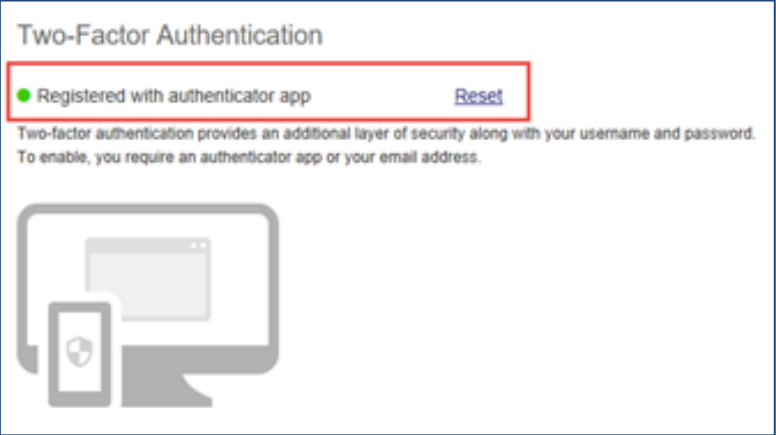 Two-Factor Authentication
Registered with authenticator app Reset
Two-factor authentication provides an additional layer of security along with your username and password.
To enable, you require an authenticator app or your email address.